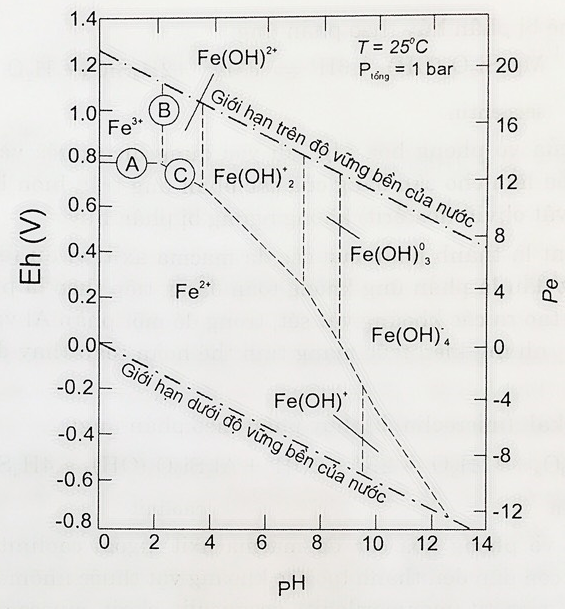 1.4
1.2
1.0
0.8
0.6
0.4
0.2
0.0
-0.2
-0.4
-0.6
-0.8
Eh (V)
Fe(OH)²⁺
T = 25⁰C
Pₜổₙg = 1 bar
Giới hạn trên độ vững bền của nước
Fe³⁺
B
A
C
Fe(OH)⁺₂
Fe(OH)⁰₃
Fe²⁺
Fe(OH)⁻₄
Fe(OH)⁺
Giới hạn dưới độ vững bền của nước
20
16
12
8
4
0
-4
-8
-12
Pe
0 2 4 6 8 10 12 14
PH